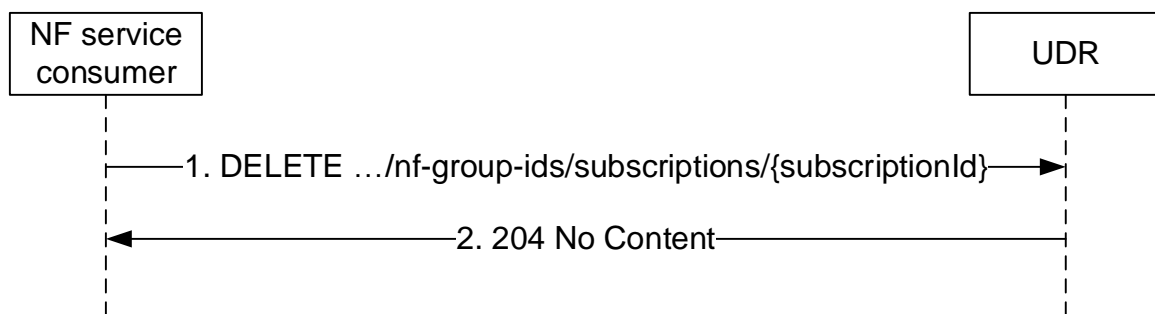 NF service
consumer
UDR
1. DELETE …/nf-group-ids/subscriptions/{subscriptionId}
2. 204 No Content